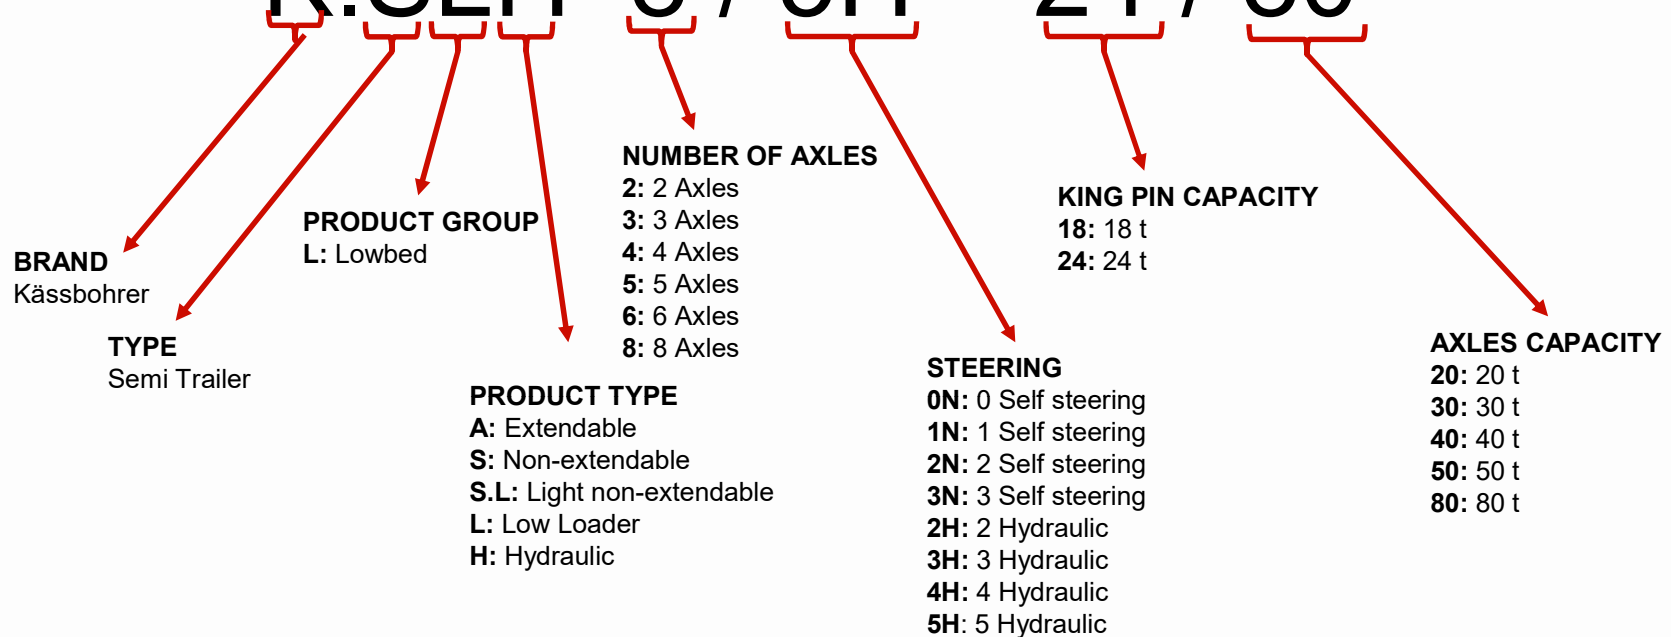 BRAND
Kässbohrer
TYPE
Semi Trailer
PRODUCT GROUP
L: Lowbed
PRODUCT TYPE
A: Extendable
S: Non-extendable
S.L: Light non-extendable
L: Low Loader
H: Hydraulic
NUMBER OF AXLES
2: 2 Axles
3: 3 Axles
4: 4 Axles
5: 5 Axles
6: 6 Axles
8: 8 Axles
STEERING
0N: 0 Self steering
1N: 1 Self steering
2N: 2 Self steering
3N: 3 Self steering
2H: 2 Hydraulic
3H: 3 Hydraulic
4H: 4 Hydraulic
5H: 5 Hydraulic
KING PIN CAPACITY
18: 18 t
24: 24 t
AXLES CAPACITY
20: 20 t
30: 30 t
40: 40 t
50: 50 t
80: 80 t